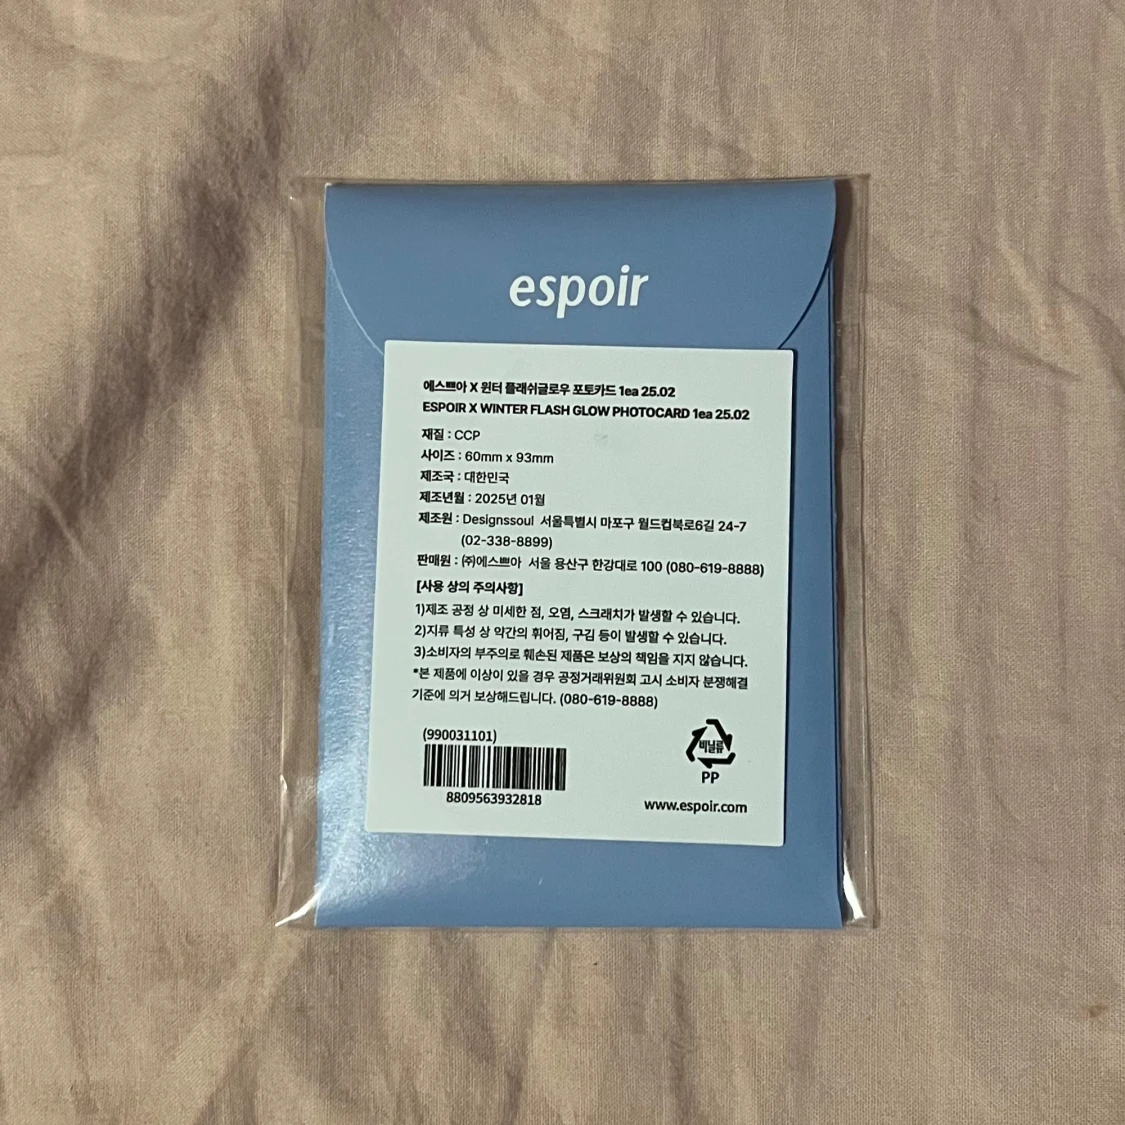 espoir
에스쁘아 X 윈터 플래쉬글로우 포토카드 1ea 25.02
ESPOIR X WINTER FLASH GLOW PHOTOCARD 1ea 25.02
재질 : CCP
사이즈 : 60mm x 93mm
제조국 : 대한민국
제조년월 : 2025년 01월
제조원 : Designssoul 서울특별시 마포구 월드컵북로6길 24-7
(02-338-8899)
판매원 : ㈜에스쁘아 서울 용산구 한강대로 100 (080-619-8888)
[사용 상의 주의사항]
1)제조 공정 상 미세한 점, 오염, 스크래치가 발생할 수 있습니다.
2)지류 특성 상 약간의 휘어짐, 구김 등이 발생할 수 있습니다.
3)소비자의 부주의로 훼손된 제품은 보상의 책임을 지지 않습니다.
*본 제품에 이상이 있을 경우 공정거래위원회 고시 소비자 분쟁해결
기준에 의거 보상해드립니다. (080-619-8888)
(990031101)
8809563932818
비닐류
PP
www.espoir.com